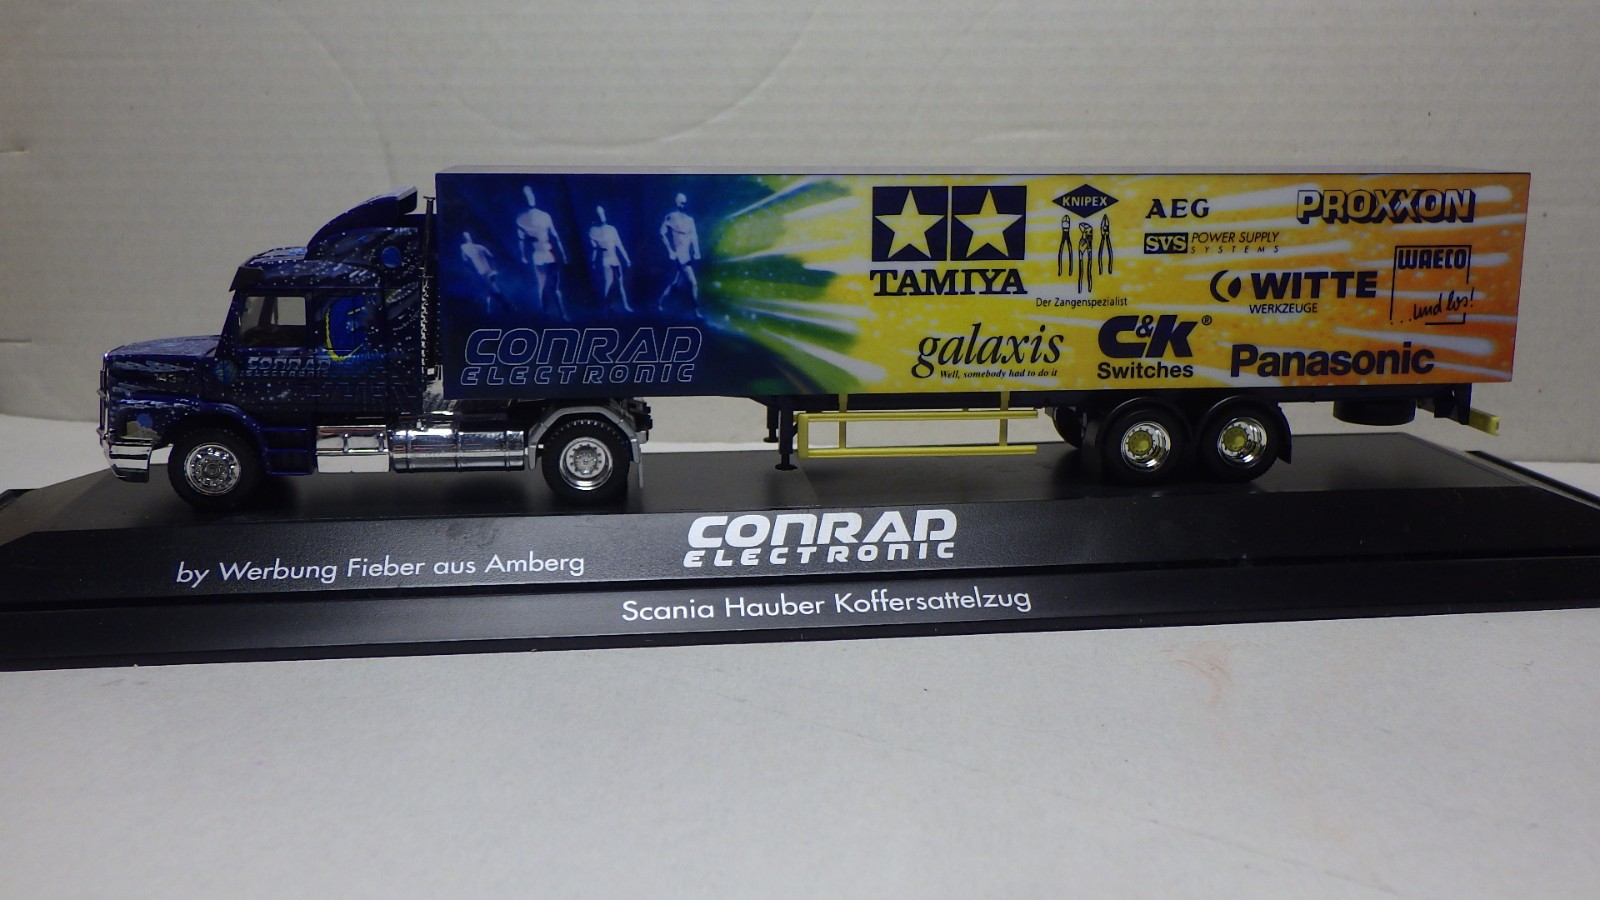 CONRAD
ELECTRONIC
143
CONRAD
ELECTRONIC
TAMIYA
KNIPEX
Der Zangenspezialist
AEG
SVS POWER SUPPLY
SYSTEMS
PROXXON
WITTE
WERKZEUGE
WAECO
...und los!
galaxis
Well, somebody had to do it
C&K®
Switches
Panasonic
CONRAD
ELECTRONIC
by Werbung Fieber aus Amberg
Scania Hauber Koffersattelzug